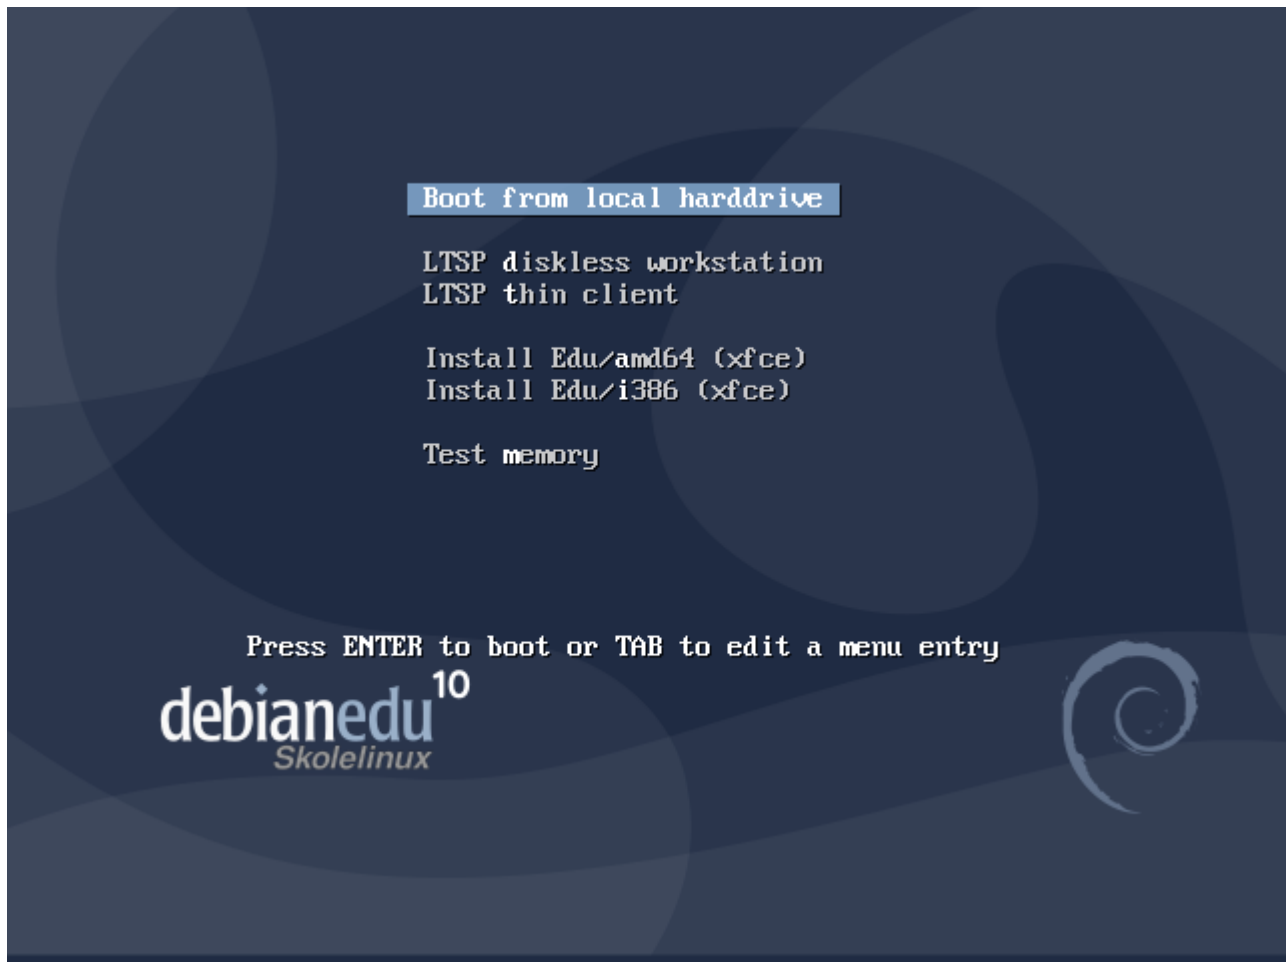 Boot from local harddrive
LTSP diskless workstation
LTSP thin client
Install Edu/amd64 (xfce)
Install Edu/i386 (xfce)
Test memory
Press ENTER to boot or TAB to edit a menu entry
debianedu 10
Skolelinux